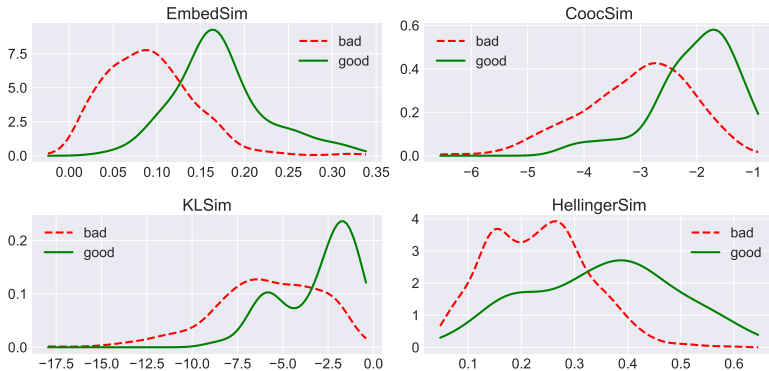 EmbedSim
7.5
5.0
2.5
0.0
bad
good
0.00 0.05 0.10 0.15 0.20 0.25 0.30 0.35
CoocSim
0.6
0.4
0.2
0.0
bad
good
−6 −5 −4 −3 −2 −1
KLSim
0.2
0.1
0.0
bad
good
−17.5 −15.0 −12.5 −10.0 −7.5 −5.0 −2.5 0.0
HellingerSim
4
3
2
1
0
bad
good
0.1 0.2 0.3 0.4 0.5 0.6